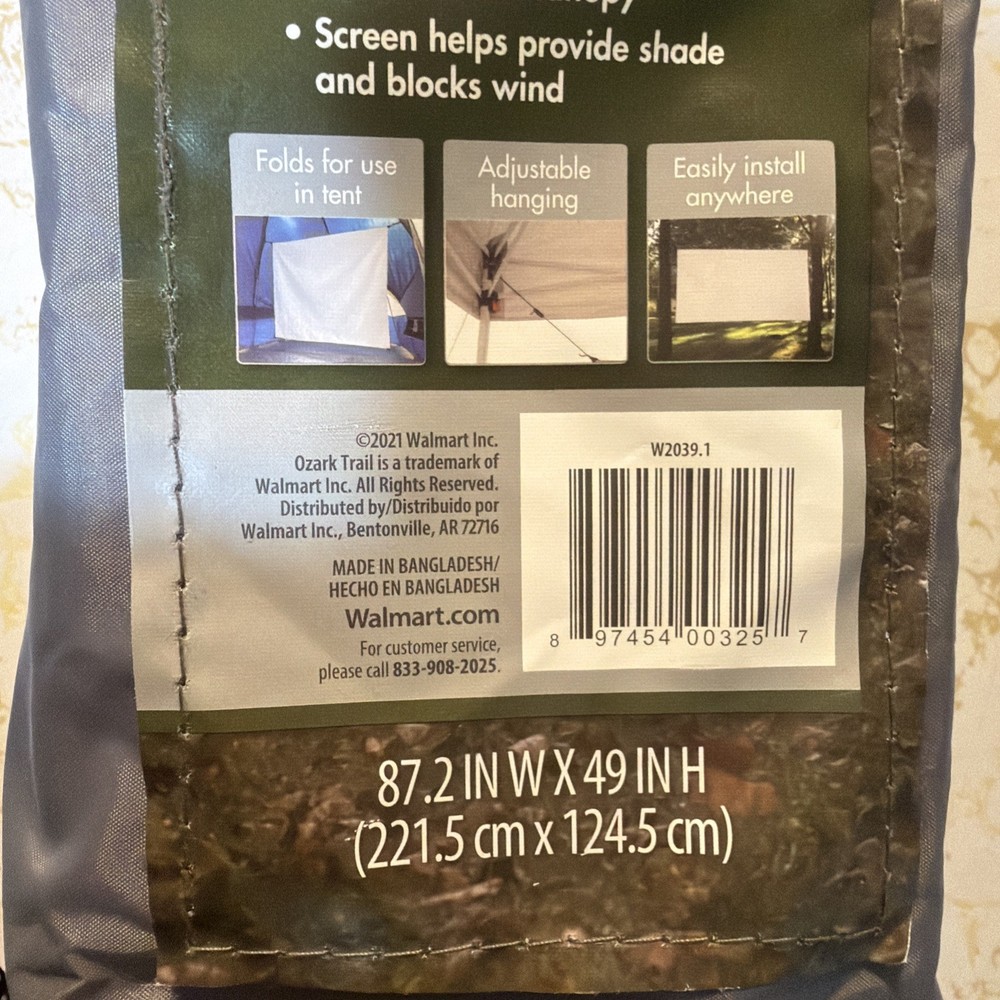 • Screen helps provide shade
and blocks wind
Folds for use
in tent
Adjustable
hanging
Easily install
anywhere
©2021 Walmart Inc.
Ozark Trail is a trademark of
Walmart Inc. All Rights Reserved.
Distributed by/Distribuido por
Walmart Inc., Bentonville, AR 72716
MADE IN BANGLADESH/
HECHO EN BANGLADESH
Walmart.com
For customer service,
please call 833-908-2025.
W2039.1
8 97454 00325 7
87.2 IN W X 49 IN H
(221.5 cm x 124.5 cm)